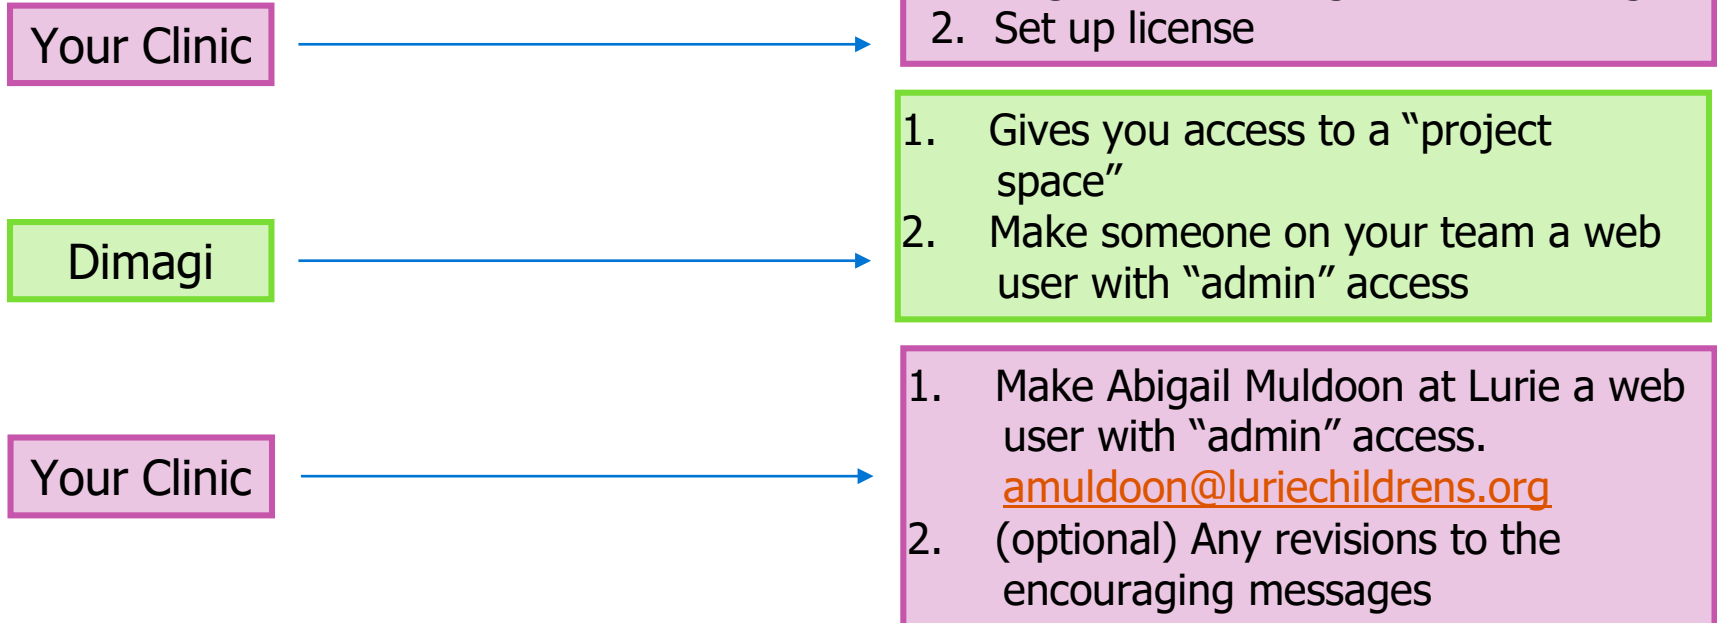 Your Clinic
2. Set up license
Dimagi
1. Gives you access to a “project
space”
2. Make someone on your team a web
user with “admin” access
Your Clinic
1. Make Abigail Muldoon at Lurie a web
user with “admin” access.
amuldoon@luriechildrens.org
2. (optional) Any revisions to the
encouraging messages